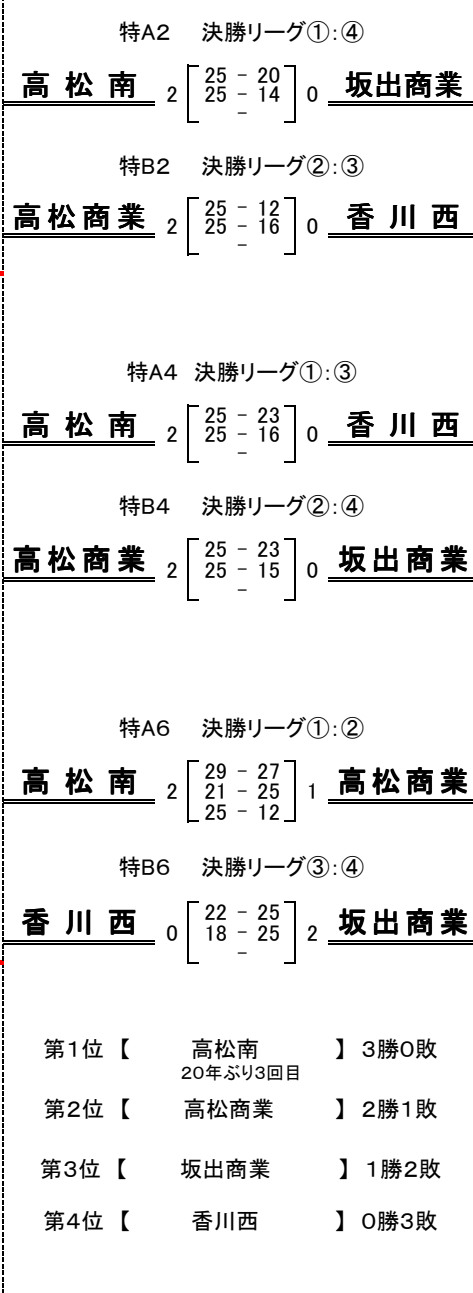 特A2 決勝リーグ①:④
高松南 2 25 - 20 0 坂出商業
25 - 14
-
特B2 決勝リーグ②:③
高松商業 2 25 - 12 0 香川西
25 - 16
-
特A4 決勝リーグ①:③
高松南 2 25 - 23 0 香川西
25 - 16
-
特B4 決勝リーグ②:④
高松商業 2 25 - 23 0 坂出商業
25 - 15
-
特A6 決勝リーグ①:②
高松南 2 29 - 27 1 高松商業
21 - 25
25 - 12
特B6 決勝リーグ③:④
香川西 0 22 - 25 2 坂出商業
18 - 25
-
第1位【 高松南 】3勝0敗
20年ぶり3回目
第2位【 高松商業 】2勝1敗
第3位【 坂出商業 】1勝2敗
第4位【 香川西 】0勝3敗